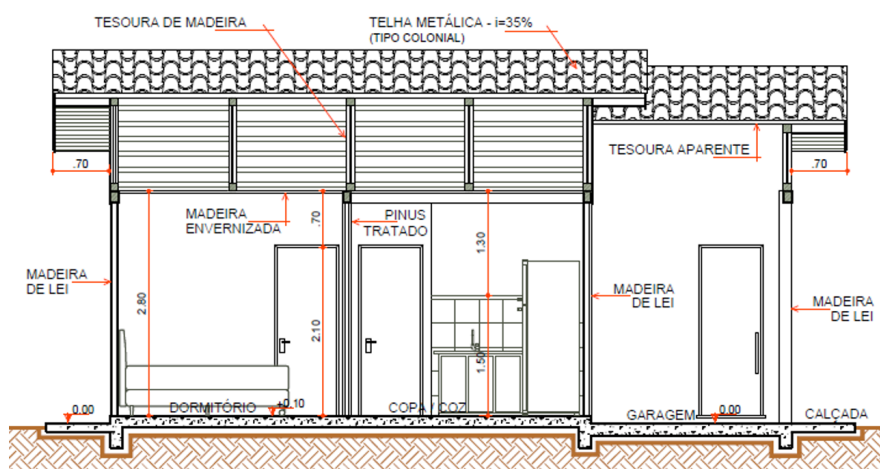 TESOURA DE MADEIRA
TELHA METÁLICA - i=35%
(TIPO COLONIAL)
TESOURA APARENTE
.70
.70
MADEIRA
ENVERNIZADA
.70
PINUS
TRATADO
1.30
MADEIRA
DE LEI
2.80
2.10
1.50
MADEIRA
DE LEI
MADEIRA
DE LEI
0.00
DORMITÓRIO
+0.10
COPA / COZ
GARAGEM
0.00
CALÇADA